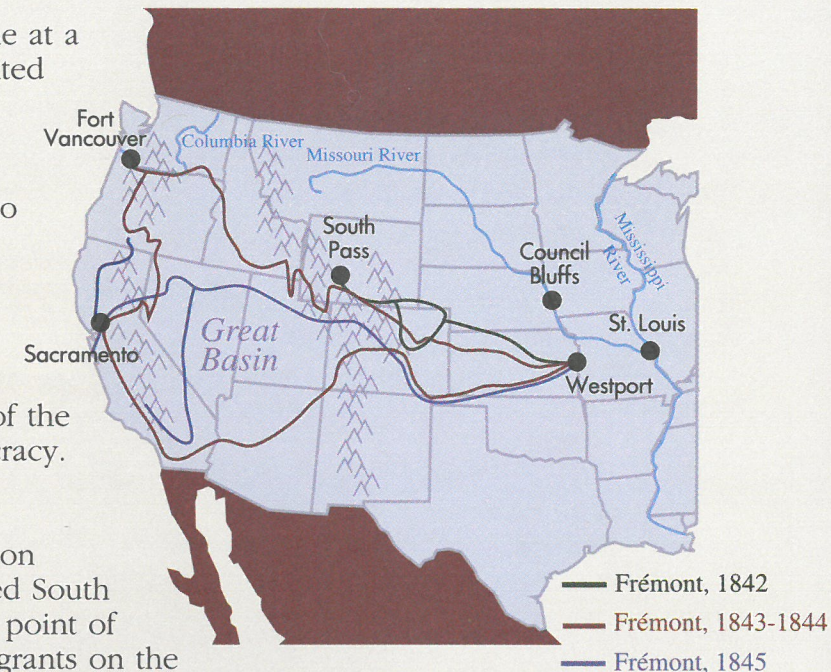 e at a
ted
o
of the
racy.
on
ed South
point of
grants on the
Fort
Vancouver
Columbia River
Missouri River
South
Pass
Council
Bluffs
Mississippi
River
St. Louis
Great
Basin
Sacramento
Westport
Frémont, 1842
Frémont, 1843-1844
Frémont, 1845